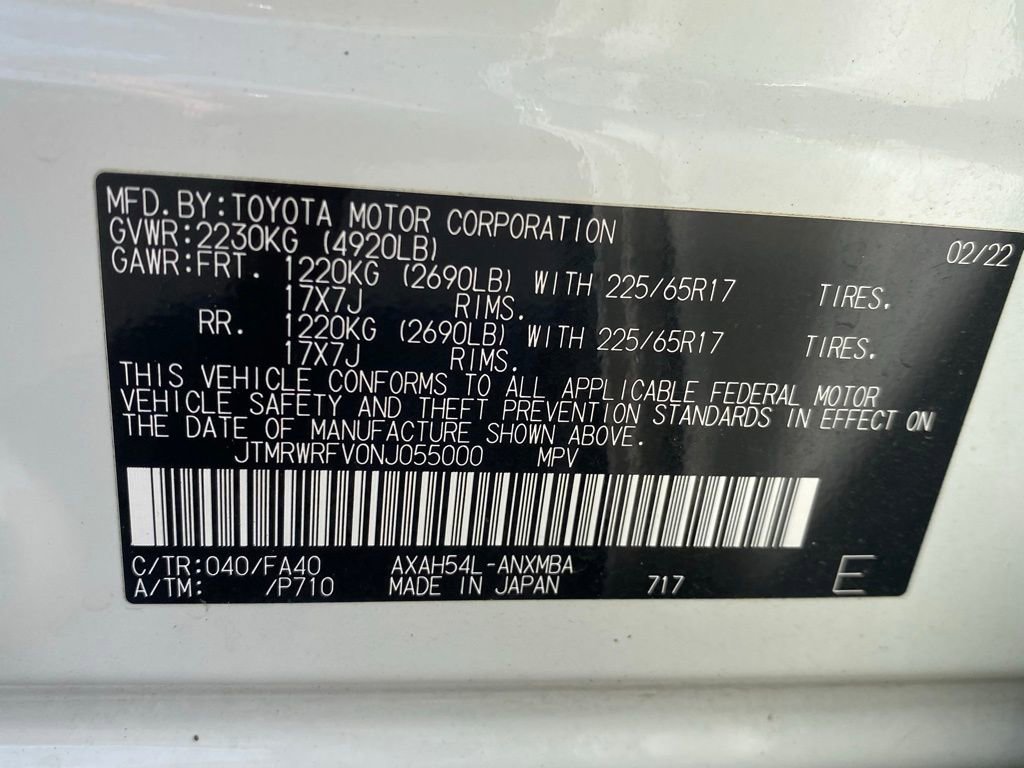 MFD.BY:TOYOTA MOTOR CORPORATION 02/22
GVWR:2230KG (4920LB)
GAWR:FRT. 1220KG (2690LB) WITH 225/65R17 TIRES.
17X7J RIMS.
RR. 1220KG (2690LB) WITH 225/65R17 TIRES.
17X7J RIMS.
THIS VEHICLE CONFORMS TO ALL APPLICABLE FEDERAL MOTOR
VEHICLE SAFETY AND THEFT PREVENTION STANDARDS IN EFFECT ON
THE DATE OF MANUFACTURE SHOWN ABOVE.
JTMRWRFV0NJ055000 MPV
C/TR:040/FA40 AXAH54L-ANXMBA
A/TM: /P710 MADE IN JAPAN 717 E